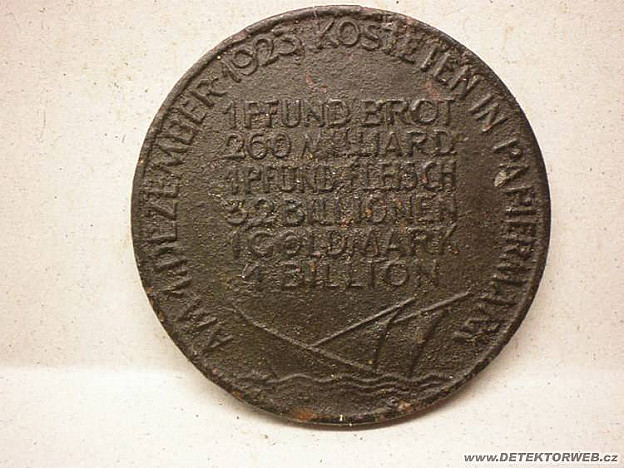 AM 1. DEZEMBER · 1923 KOSTETEN IN PAPIERMARK
1 PFUND BROT
260 MILLIARD
1 PFUND FLEISCH
3,2 BILLIONEN
1 GOLDMARK
1 BILLION
www.DETEKTORWEB.cz